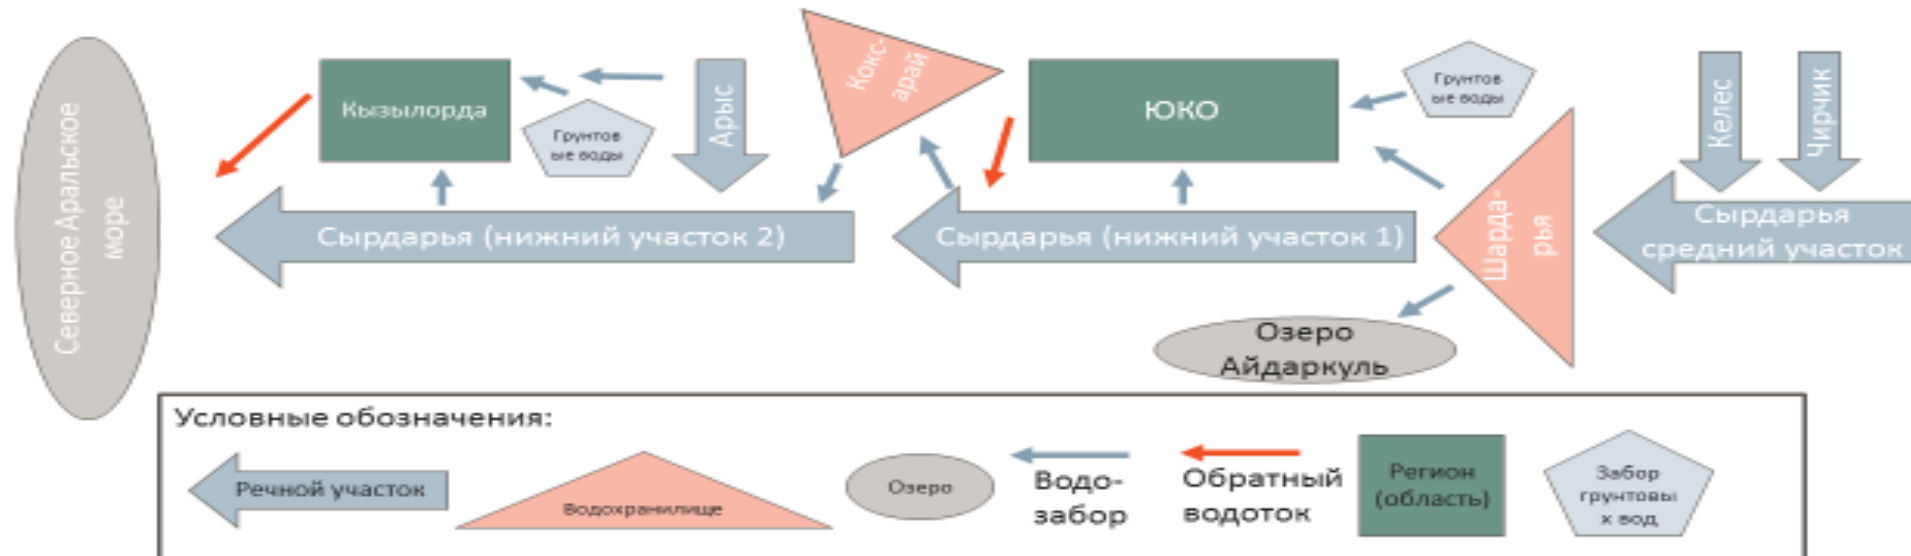 Северное Аральское
море
Кызылорда
Грунтов
ые воды
Арыс
Кокс-
арай
ЮКО
Грунтов
ые воды
Шарда-
рья
Келес
Чирчик
Сырдарья (нижний участок 2)
Сырдарья (нижний участок 1)
Сырдарья
средний участок
Озеро
Айдаркуль
Условные обозначения:
Речной участок
Водохранилище
Озеро
Водо-
забор
Обратный
водоток
Регион
(область)
Забор
грунтовы
х вод